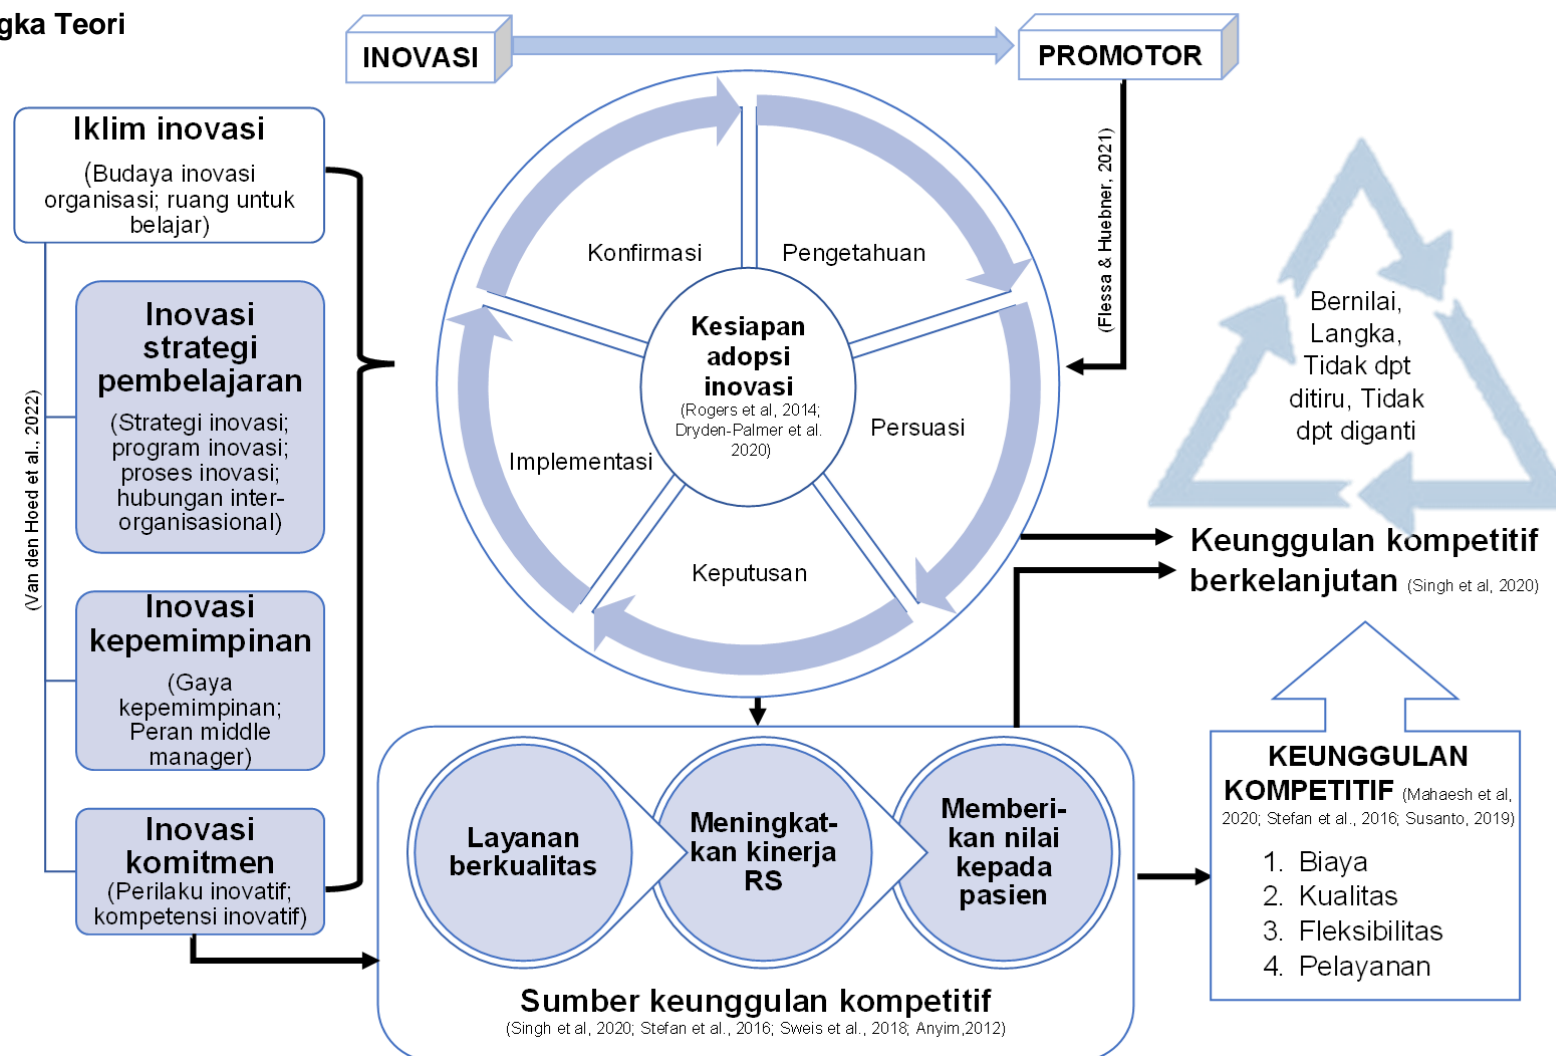 gka Teori
INOVASI
PROMOTOR
Iklim inovasi
(Budaya inovasi
organisasi; ruang untuk
belajar)
Inovasi
strategi
pembelajaran
(Strategi inovasi;
program inovasi;
proses inovasi;
hubungan inter-
organisasional)
Inovasi
kepemimpinan
(Gaya
kepemimpinan;
Peran middle
manager)
Inovasi
komitmen
(Perilaku inovatif;
kompetensi inovatif)
(Van den Hoed et al., 2022)
Konfirmasi
Pengetahuan
Persuasi
Keputusan
Implementasi
Kesiapan
adopsi
inovasi
(Rogers et al, 2014;
Dryden-Palmer et al.
2020)
(Flessa & Huebner, 2021)
Bernilai,
Langka,
Tidak dpt
ditiru, Tidak
dpt diganti
Keunggulan kompetitif
berkelanjutan (Singh et al, 2020)
Layanan
berkualitas
Meningkat-
kan kinerja
RS
Memberi-
kan nilai
kepada
pasien
Sumber keunggulan kompetitif
(Singh et al, 2020; Stefan et al., 2016; Sweis et al., 2018; Anyim,2012)
KEUNGGULAN
KOMPETITIF (Mahaesh et al,
2020; Stefan et al., 2016; Susanto, 2019)
1. Biaya
2. Kualitas
3. Fleksibilitas
4. Pelayanan